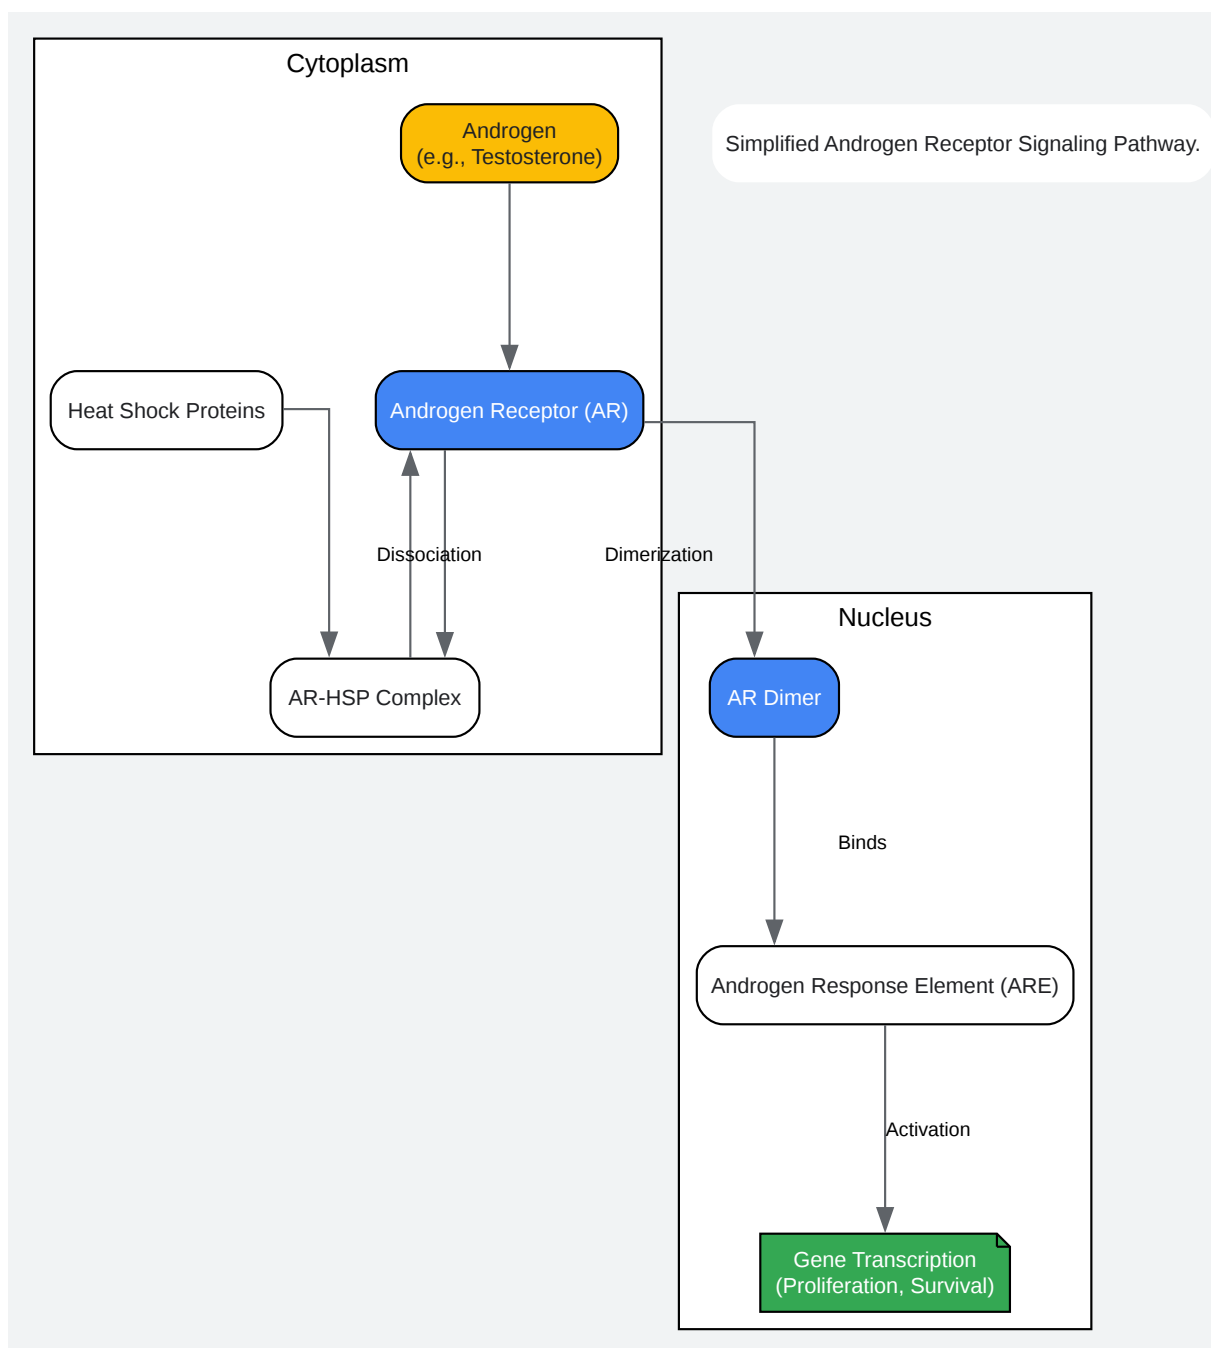 Cytoplasm
Androgen
(e.g., Testosterone)
Simplified Androgen Receptor Signaling Pathway.
Heat Shock Proteins
Androgen Receptor (AR)
Dissociation
Dimerization
Nucleus
AR-HSP Complex
AR Dimer
Binds
Androgen Response Element (ARE)
Activation
Gene Transcription
(Proliferation, Survival)